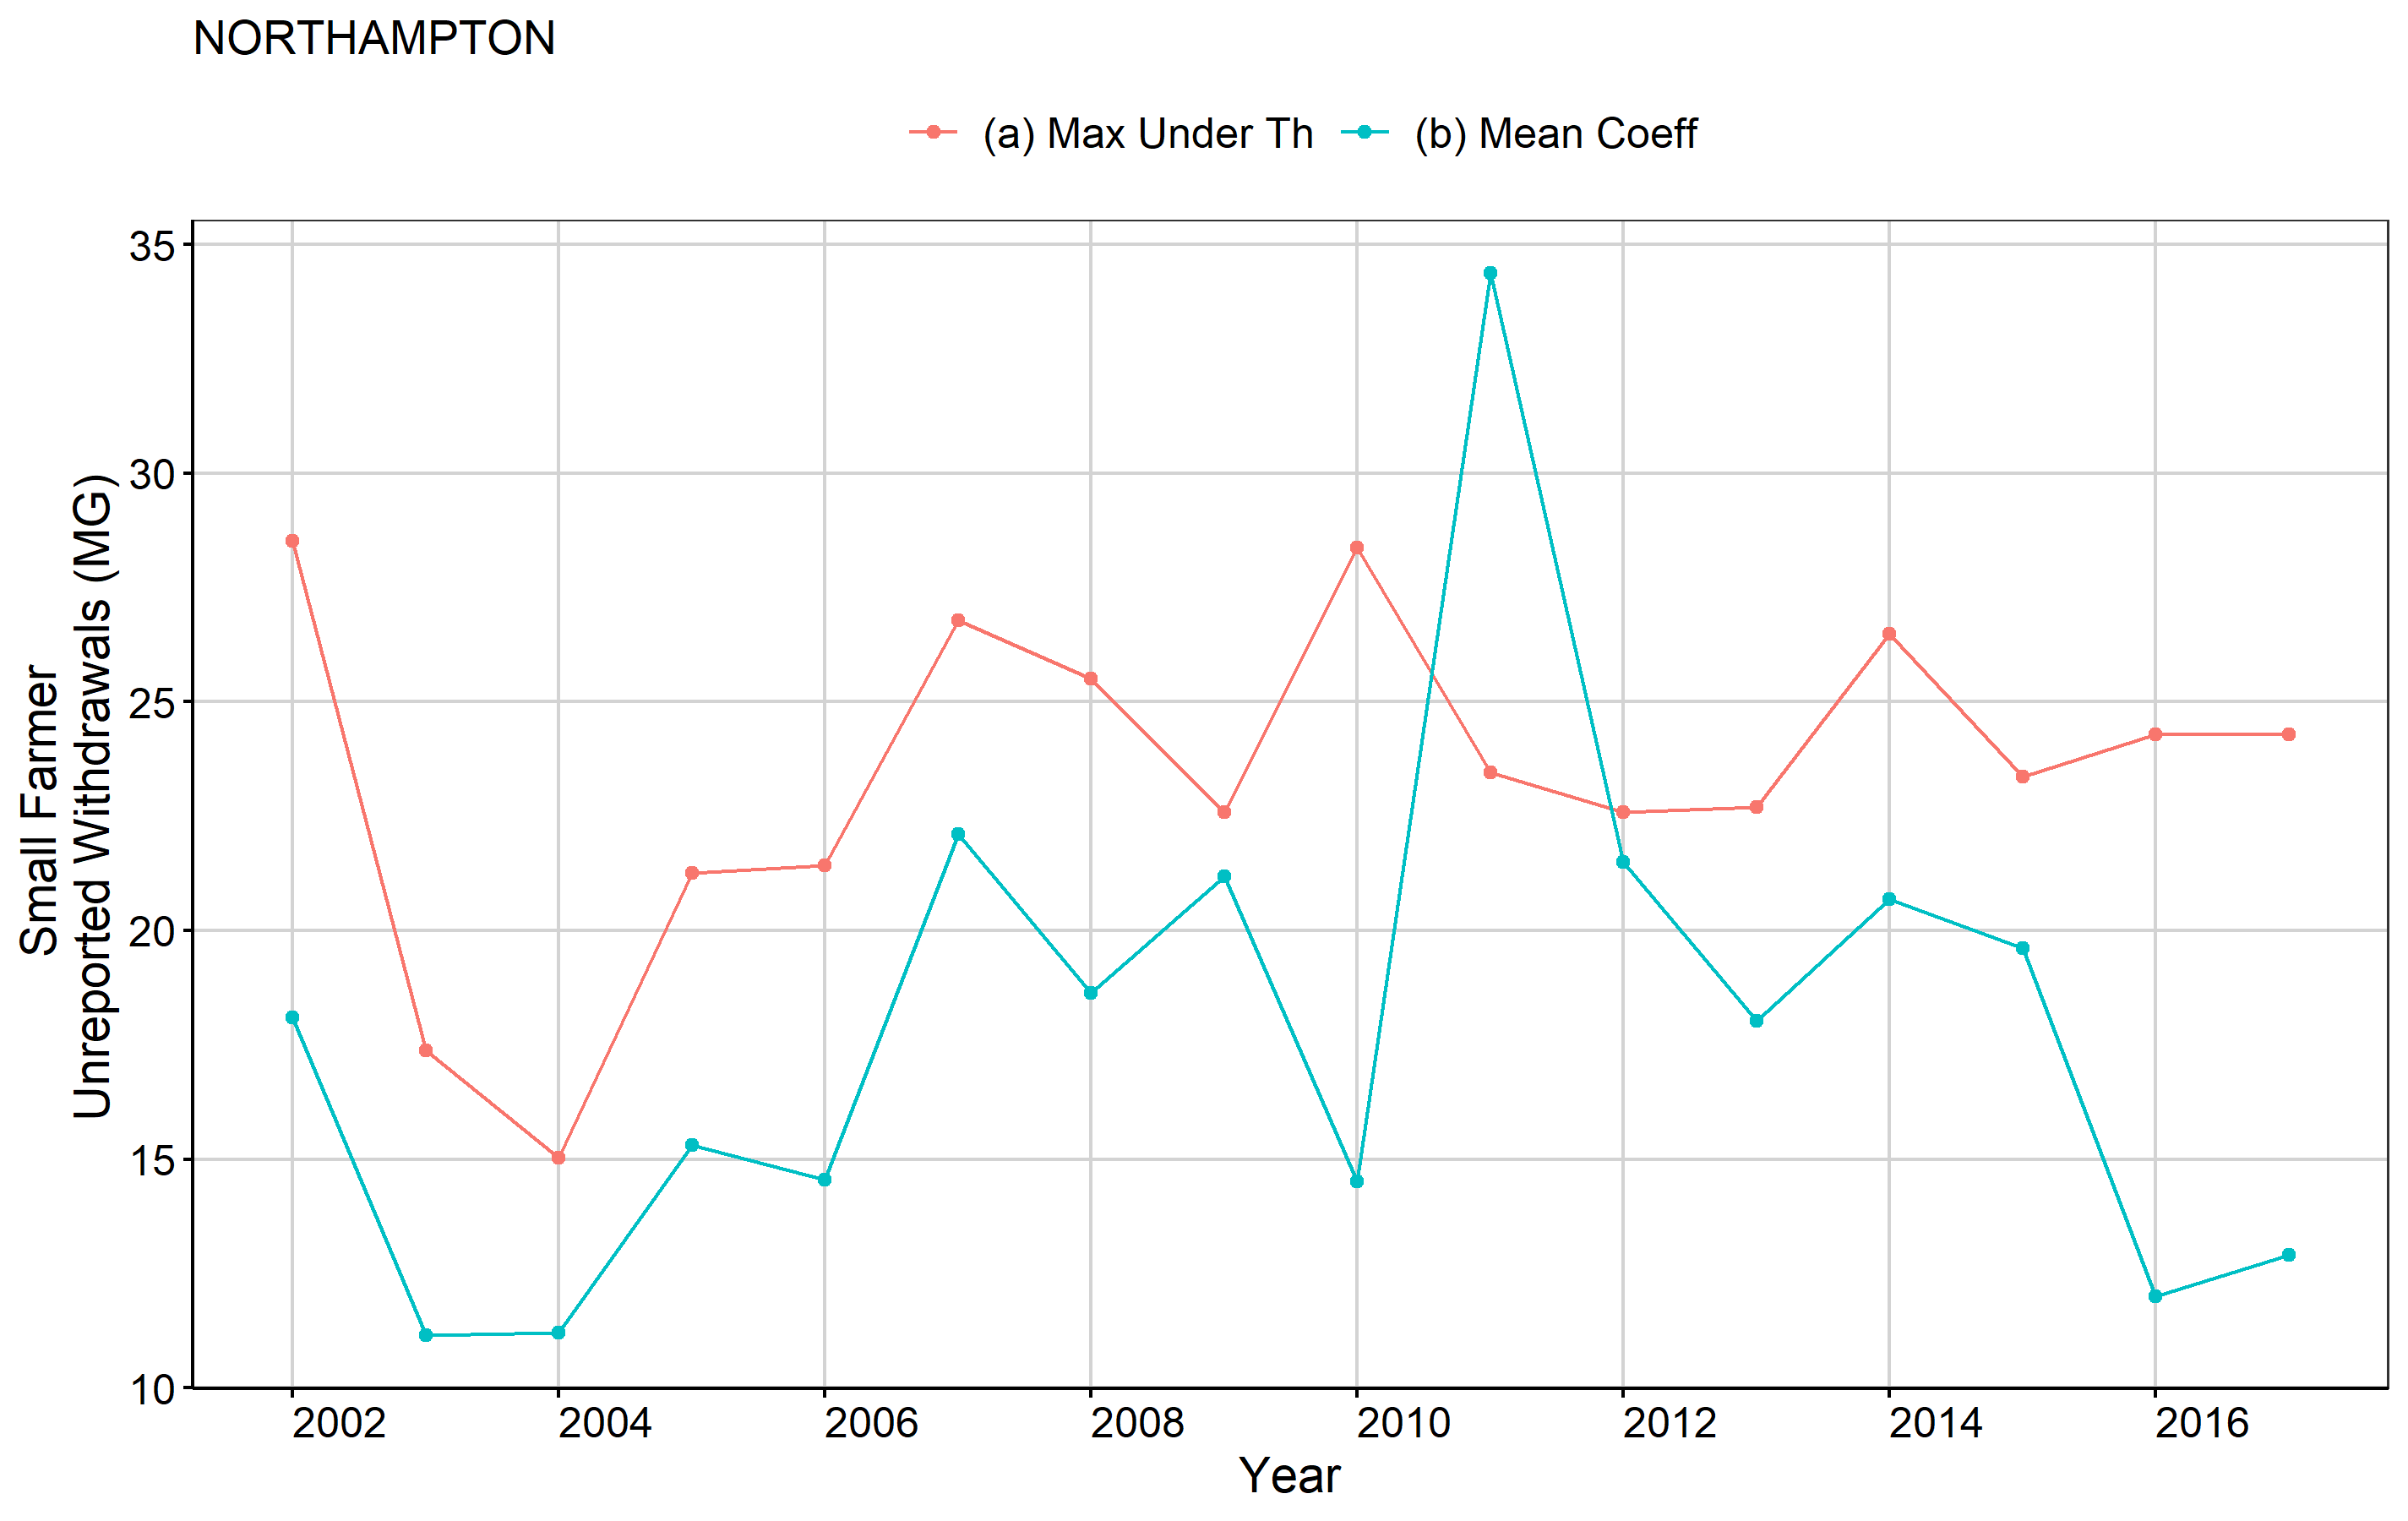 NORTHAMPTON
(a) Max Under Th
(b) Mean Coeff
Small Farmer
Unreported Withdrawals (MG)
35
30
25
20
15
10
2002
2004
2006
2008
2010
2012
2014
2016
Year